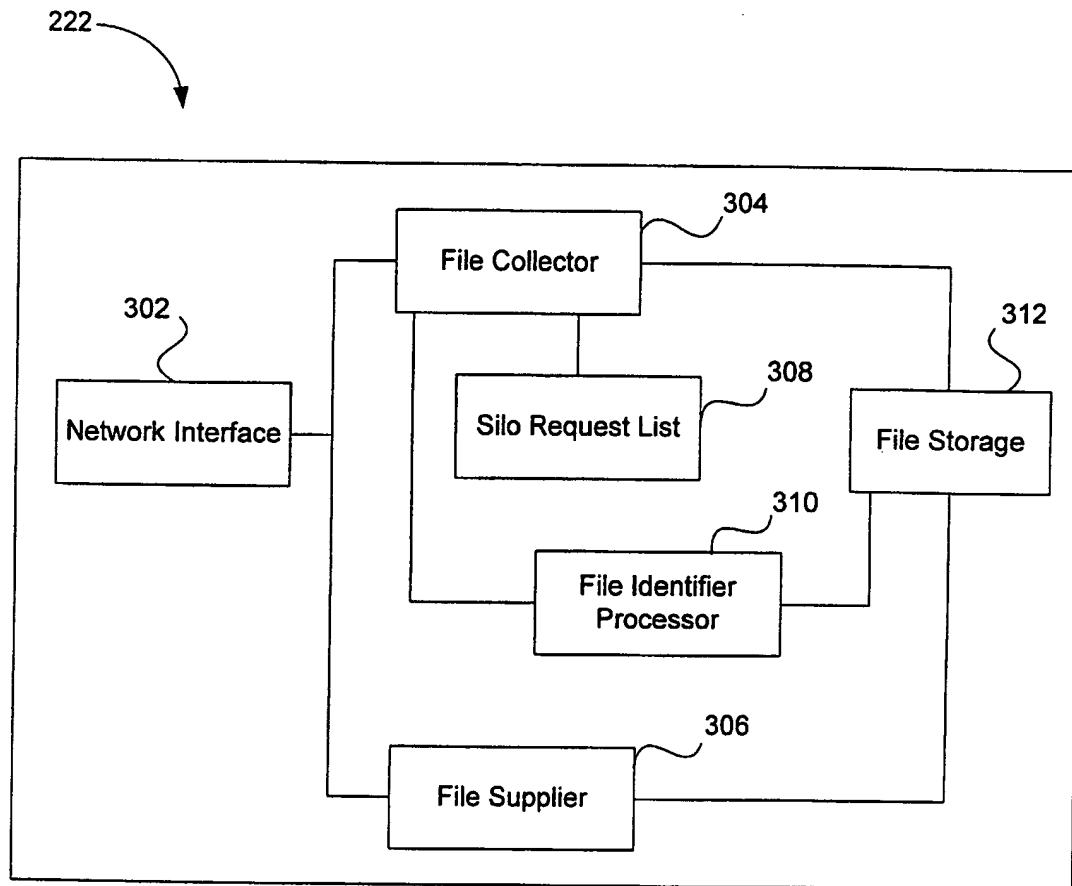 222
304
File Collector
302
312
308
Network Interface
Silo Request List
File Storage
310
File Identifier
Processor
306
File Supplier